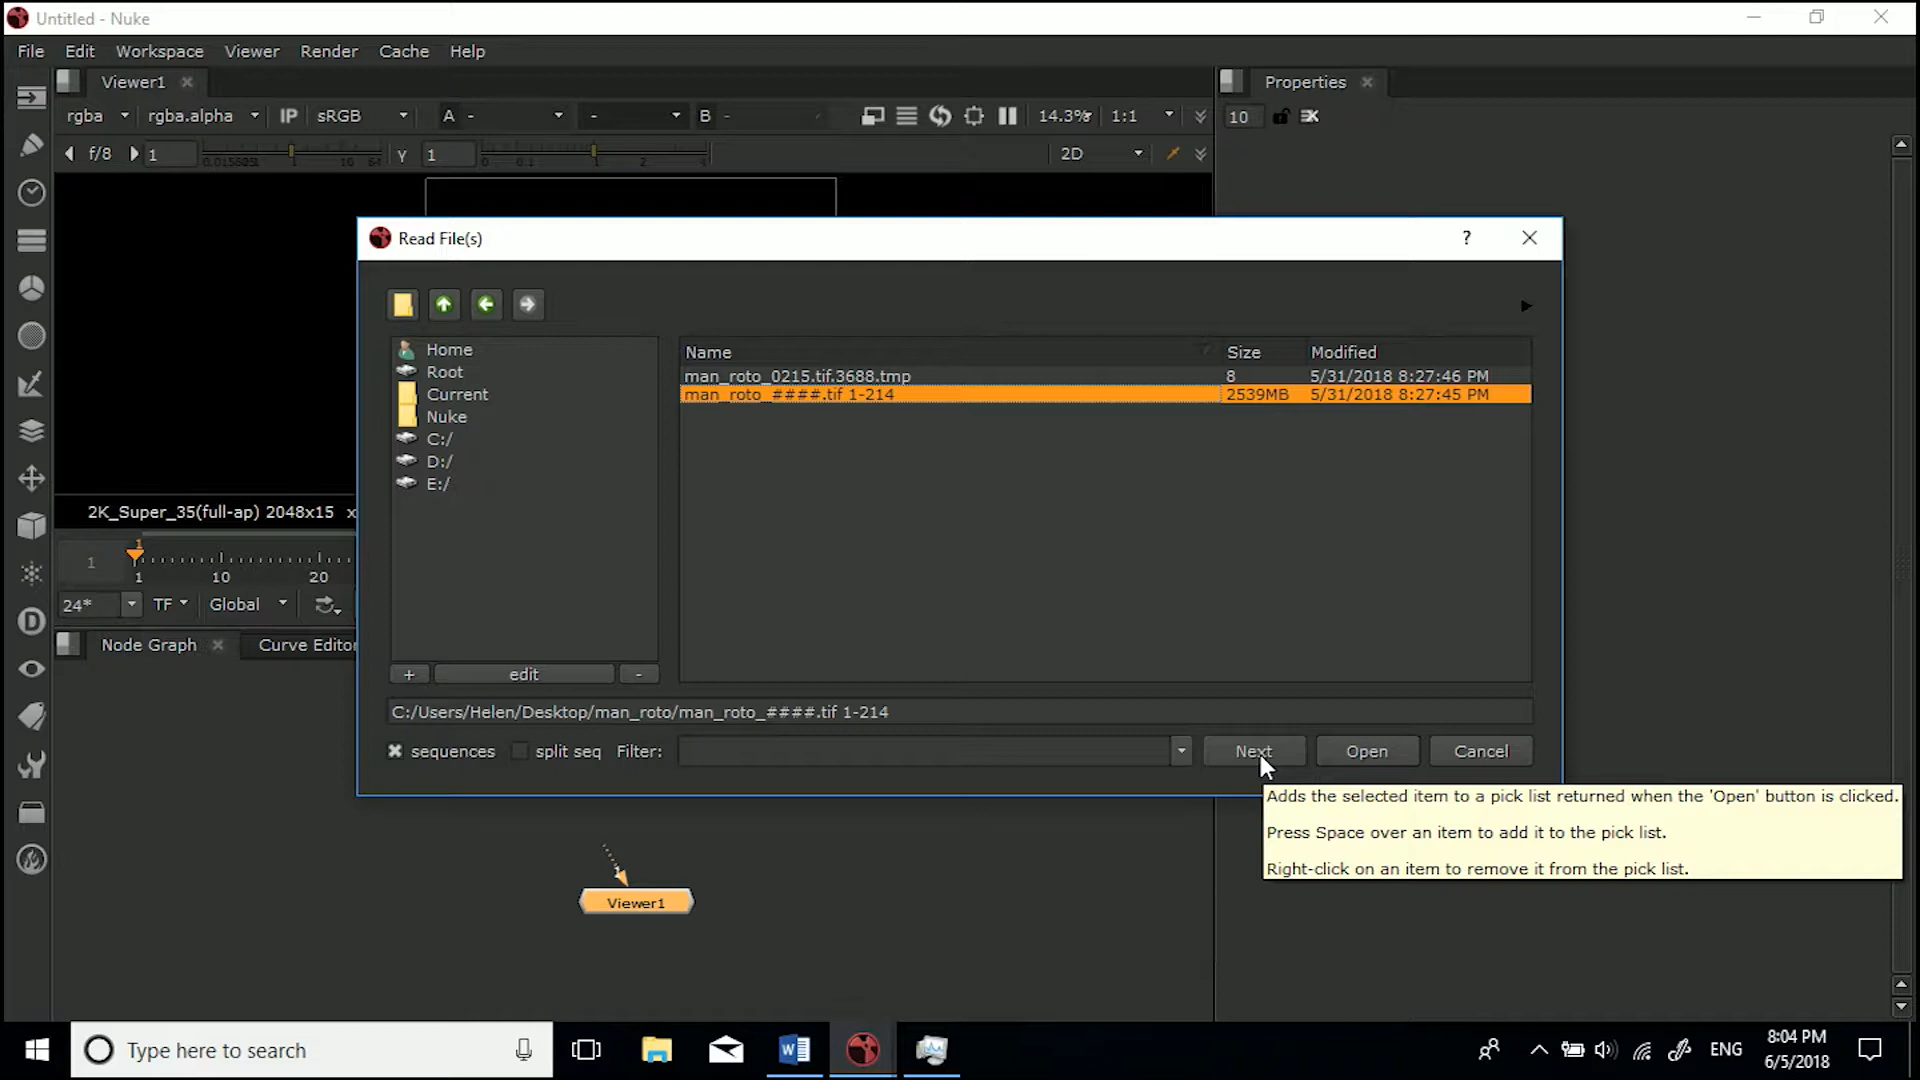 Untitled - Nuke
File Edit Workspace Viewer Render Cache Help
Viewer1
Properties
rgba rgba.alpha IP sRGB A - - B - 14.3% 1:1
10
f/8 1 γ 1 2D
Read File(s)
?
Home
Root
Current
Nuke
C:/
D:/
E:/
+ edit -
Name Size Modified
man_roto_0215.tif.3688.tmp 8 5/31/2018 8:27:46 PM
man_roto_####.tif 1-214 2539MB 5/31/2018 8:27:45 PM
2K_Super_35(full-ap) 2048x15 x
1
1
1 10 20
24* TF Global
Node Graph Curve Editor
C:/Users/Helen/Desktop/man_roto/man_roto_####.tif 1-214
sequences split seq Filter: Next Open Cancel
Adds the selected item to a pick list returned when the 'Open' button is clicked.
Press Space over an item to add it to the pick list.
Right-click on an item to remove it from the pick list.
1
Viewer1
Type here to search
ENG
8:04 PM
6/5/2018